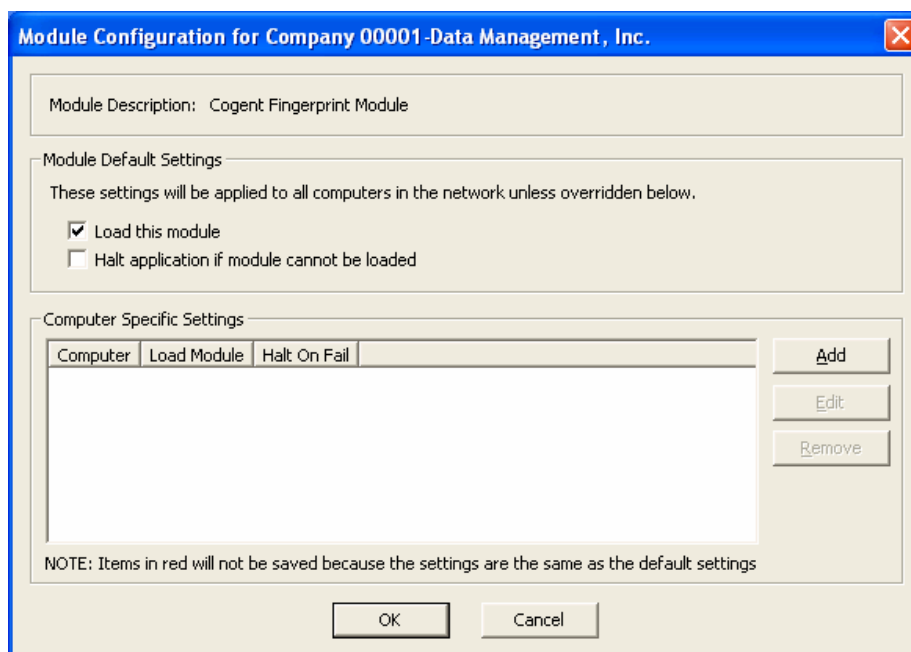 Module Configuration for Company 00001-Data Management, Inc.
Module Description: Cogent Fingerprint Module
Module Default Settings
These settings will be applied to all computers in the network unless overridden below.
Load this module
Halt application if module cannot be loaded
Computer Specific Settings
Computer Load Module Halt On Fail
Add
Edit
Remove
NOTE: Items in red will not be saved because the settings are the same as the default settings
OK Cancel